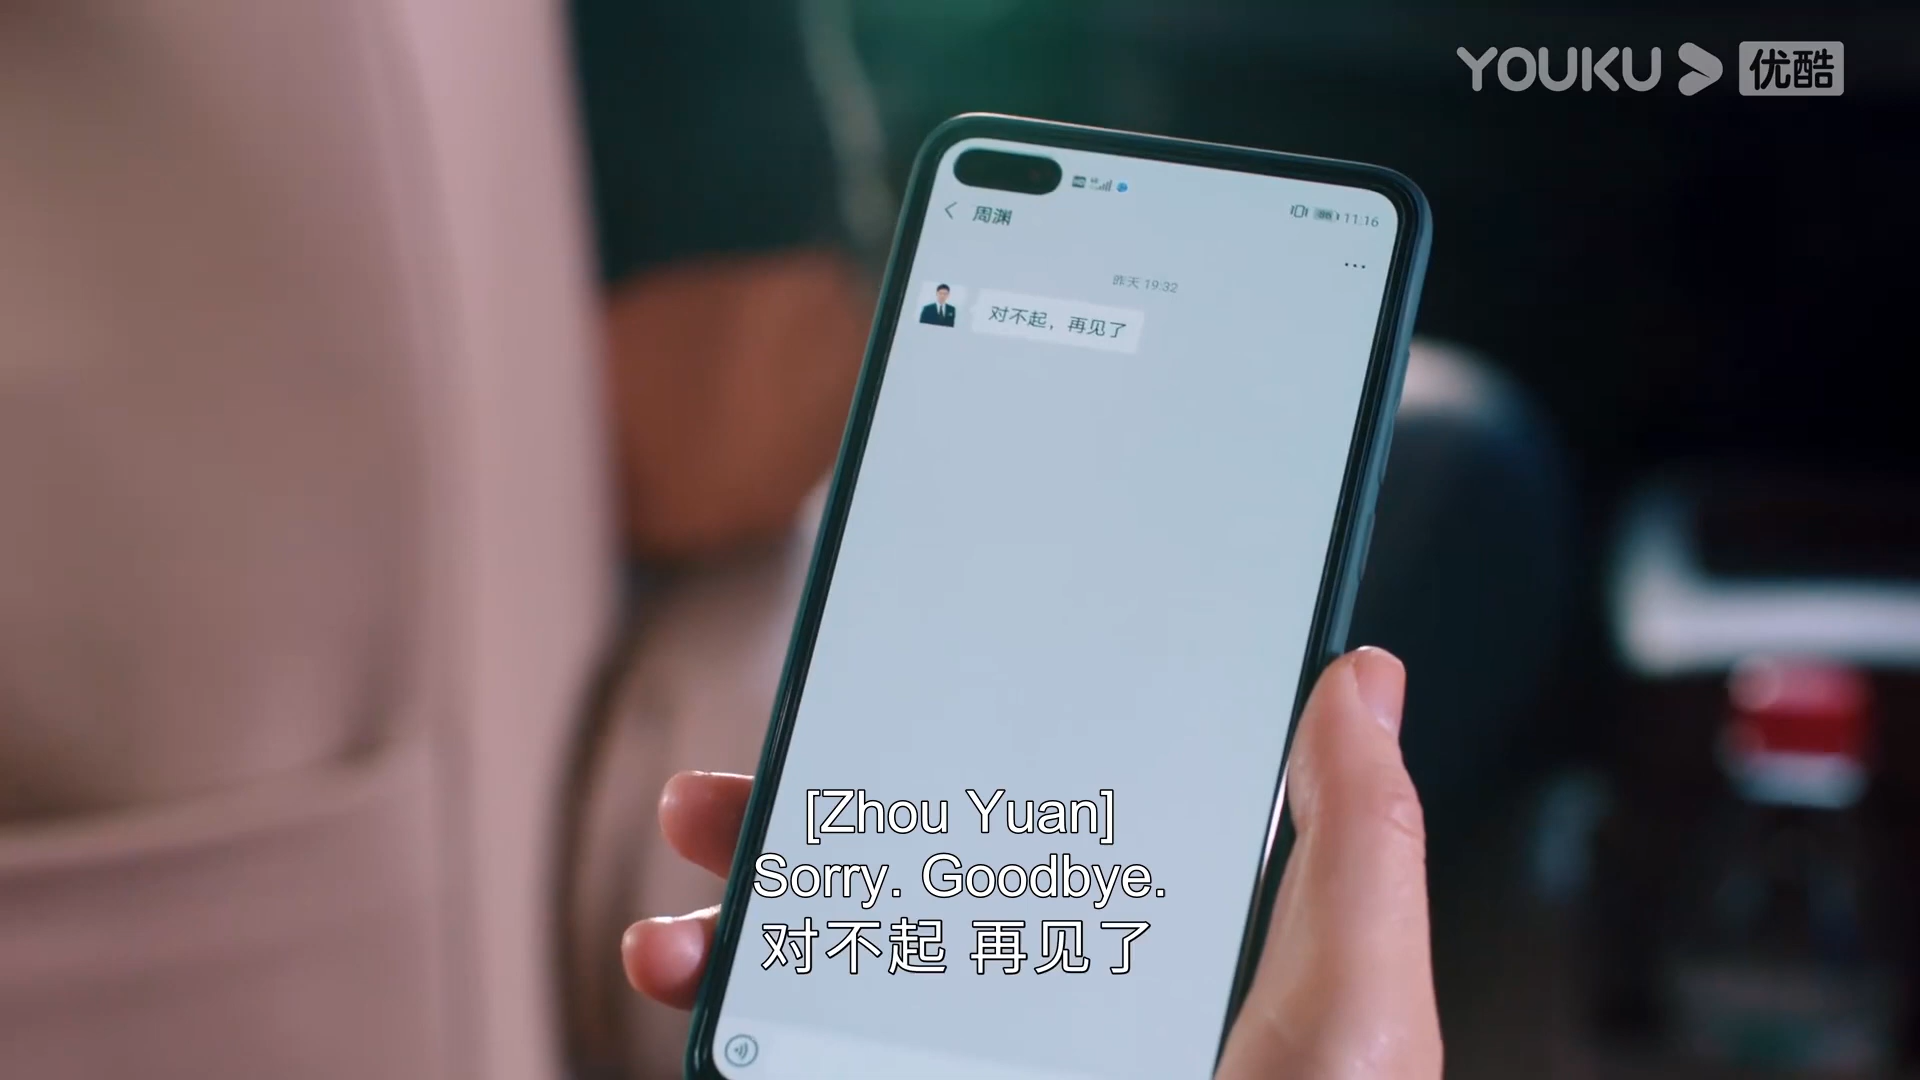 YOUKU 优酷
11:16
周渊
昨天 19:32
对不起，再见了
[Zhou Yuan]
Sorry. Goodbye.
对不起 再见了